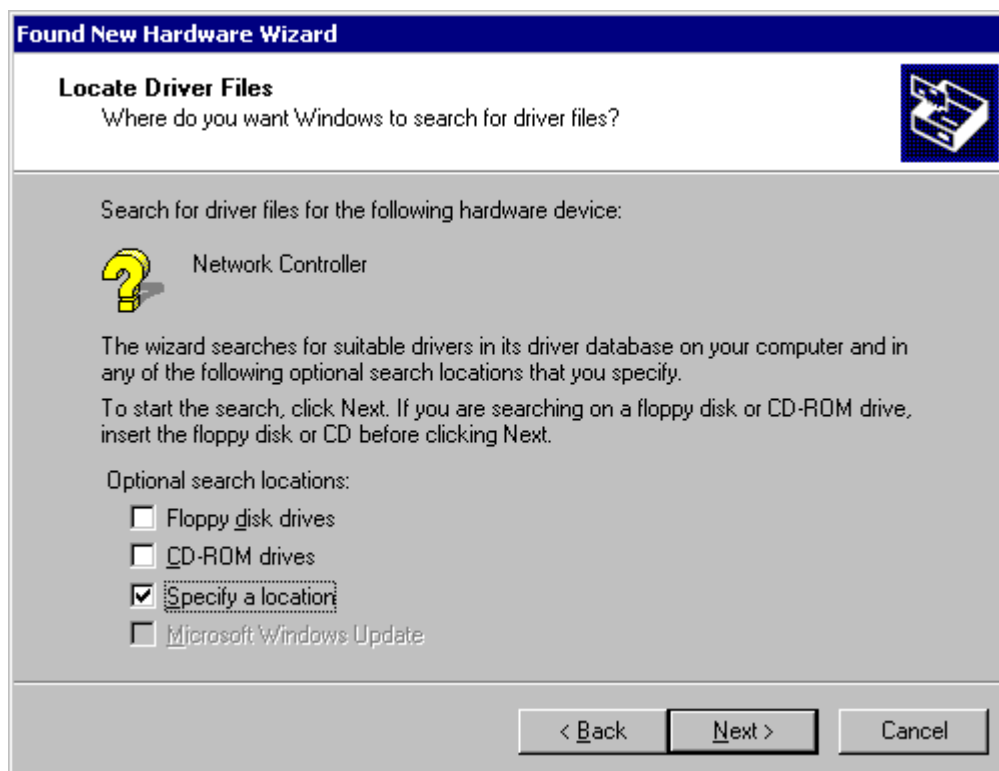 Found New Hardware Wizard
Locate Driver Files
Where do you want Windows to search for driver files?
Search for driver files for the following hardware device:
Network Controller
The wizard searches for suitable drivers in its driver database on your computer and in
any of the following optional search locations that you specify.
To start the search, click Next. If you are searching on a floppy disk or CD-ROM drive,
insert the floppy disk or CD before clicking Next.
Optional search locations:
Floppy disk drives
CD-ROM drives
Specify a location
Microsoft Windows Update
< Back Next > Cancel